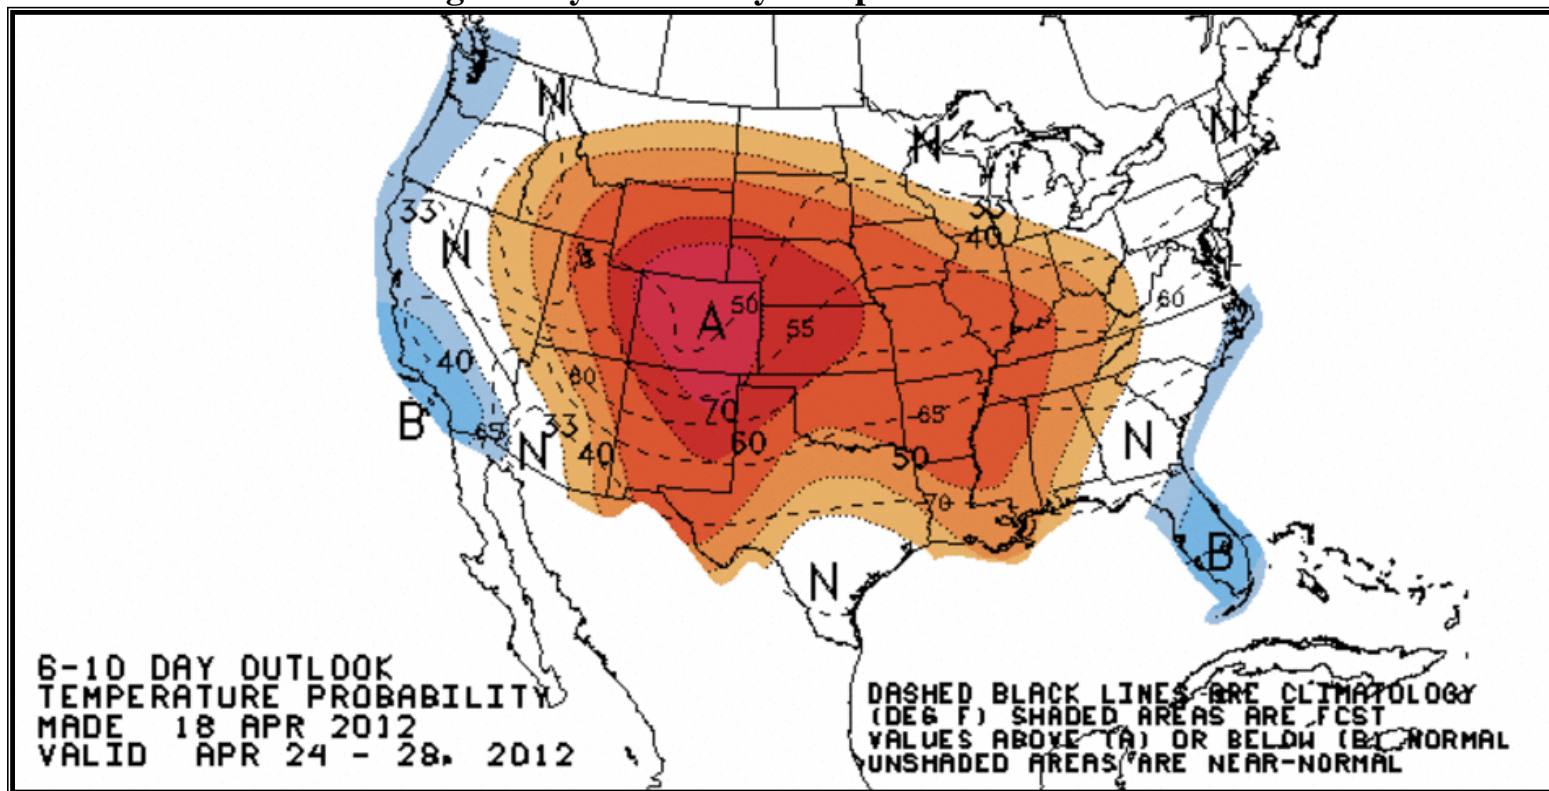 N
N
N
N
33
33
40
A
50
55
60
40
60
B
65
33
N
40
70
60
65
50
N
70
B
N
6-10 DAY OUTLOOK
TEMPERATURE PROBABILITY
MADE 18 APR 2012
VALID APR 24 - 28, 2012
DASHED BLACK LINES ARE CLIMATOLOGY
(DEG F) SHADED AREAS ARE FCST
VALUES ABOVE (A) OR BELOW (B) NORMAL
UNSHADED AREAS ARE NEAR-NORMAL